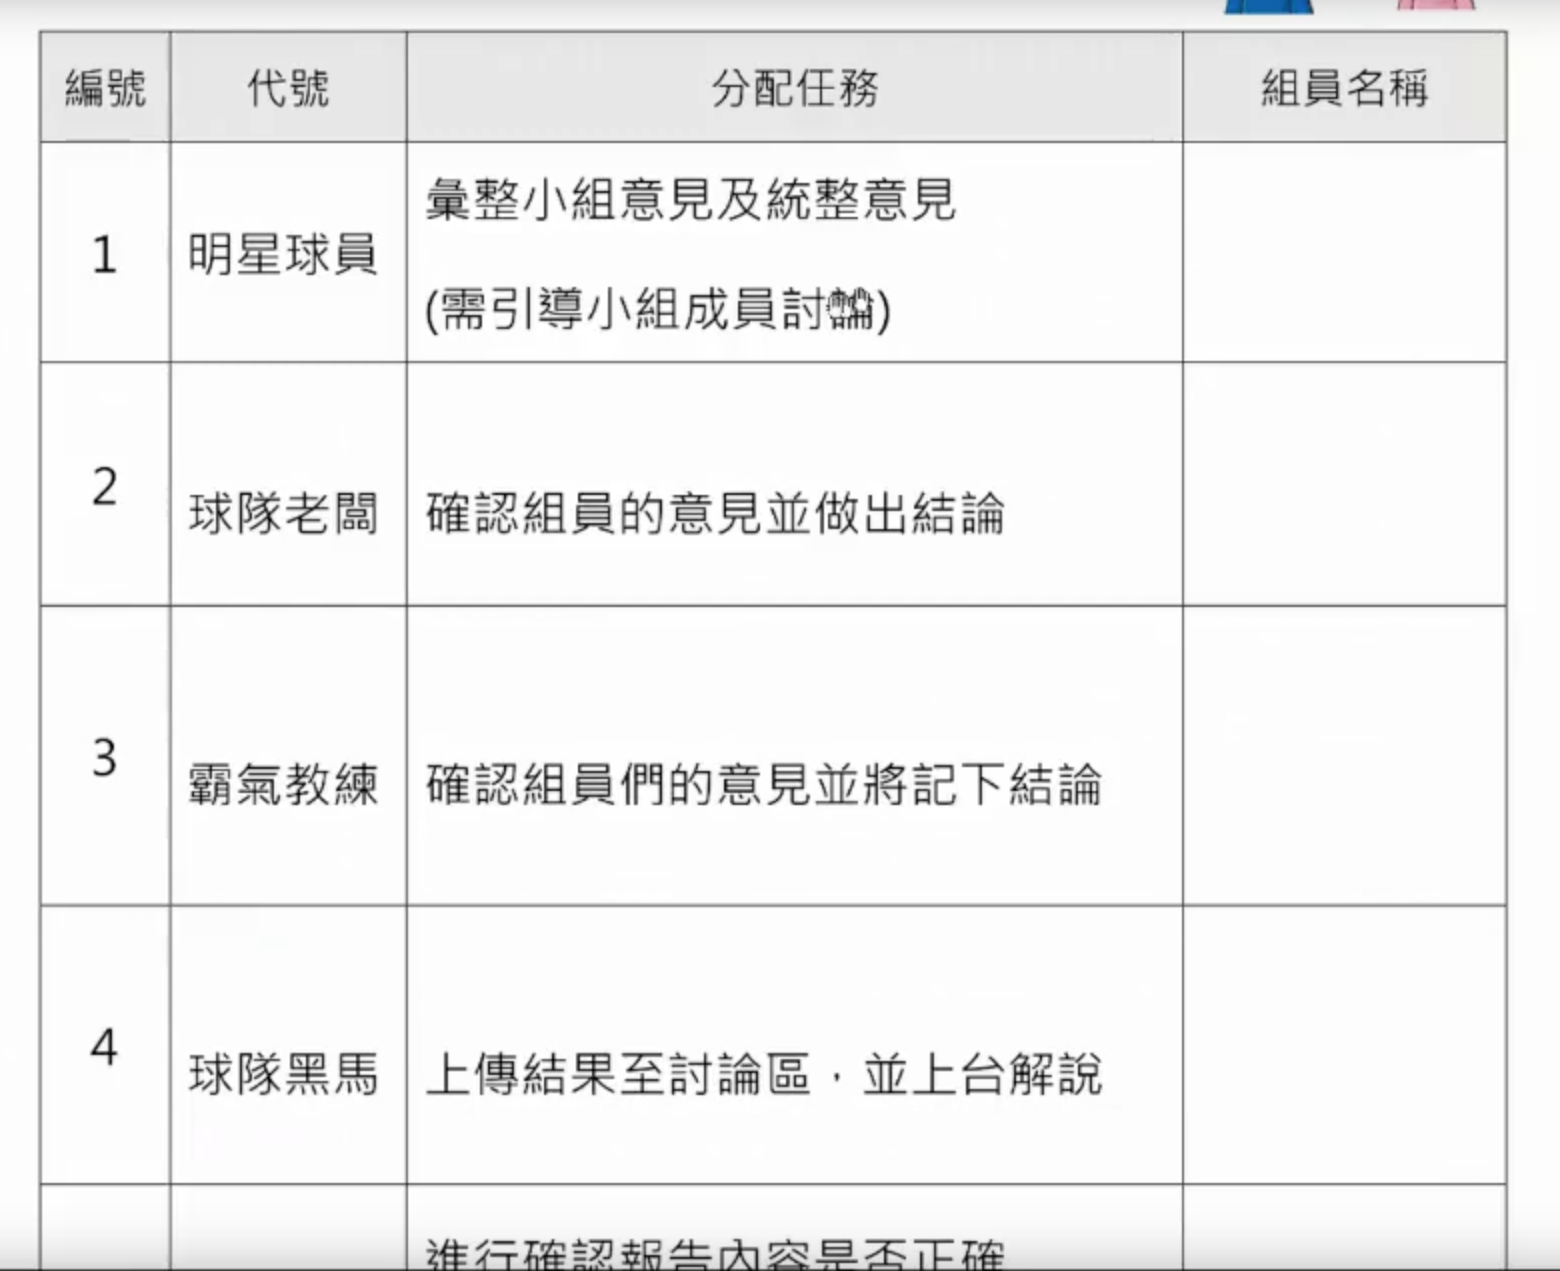 編號 代號 分配任務 組員名稱
1 明星球員 彙整小組意見及統整意見
(需引導小組成員討論)
2 球隊老闆 確認組員的意見並做出結論
3 霸氣教練 確認組員們的意見並將記下結論
4 球隊黑馬 上傳結果至討論區，並上台解說
進行確認報告內容是否正確